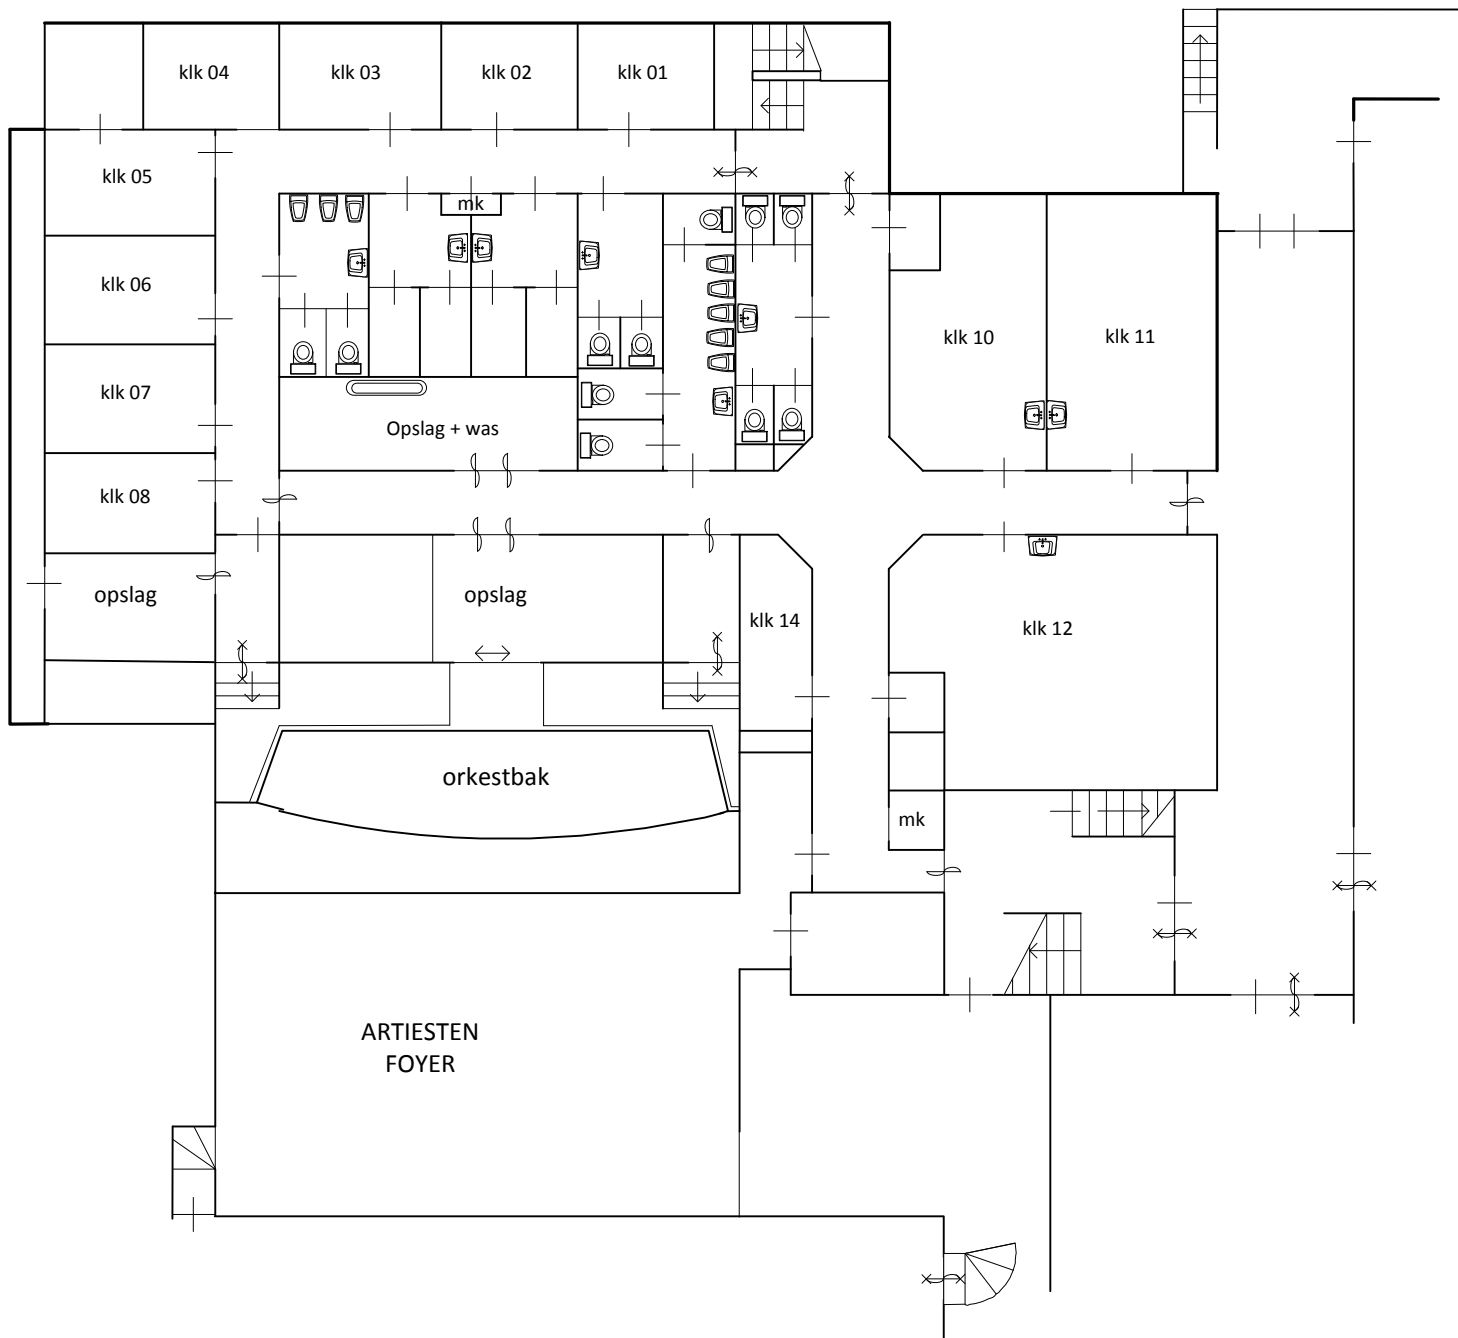 klk 04
klk 03
klk 02
klk 01
klk 05
mk
klk 06
klk 10
klk 11
klk 07
Opslag + was
klk 08
opslag
opslag
klk 14
klk 12
orkestbak
mk
ARTIESTEN
FOYER